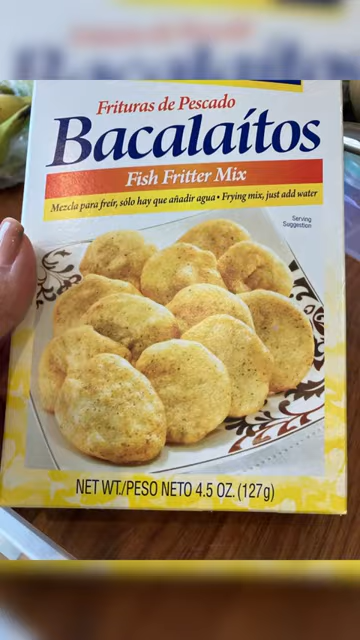 Frituras de Pescado
Bacalaítos
Fish Fritter Mix
Mezcla para freír, sólo hay que añadir agua • Frying mix, just add water
Serving
Suggestion
NET WT./PESO NETO 4.5 OZ. (127g)